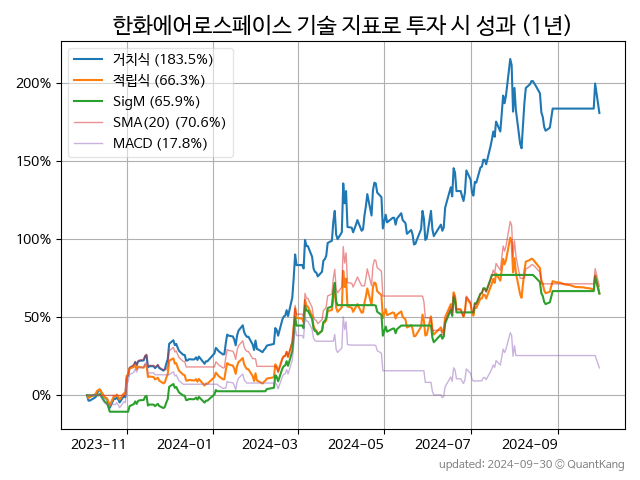 한화에어로스페이스 기술 지표로 투자 시 성과 (1년)
거치식 (183.5%)
적립식 (66.3%)
SigM (65.9%)
SMA(20) (70.6%)
MACD (17.8%)
200%
150%
100%
50%
0%
2023-11 2024-01 2024-03 2024-05 2024-07 2024-09
updated: 2024-09-30 © QuantKang